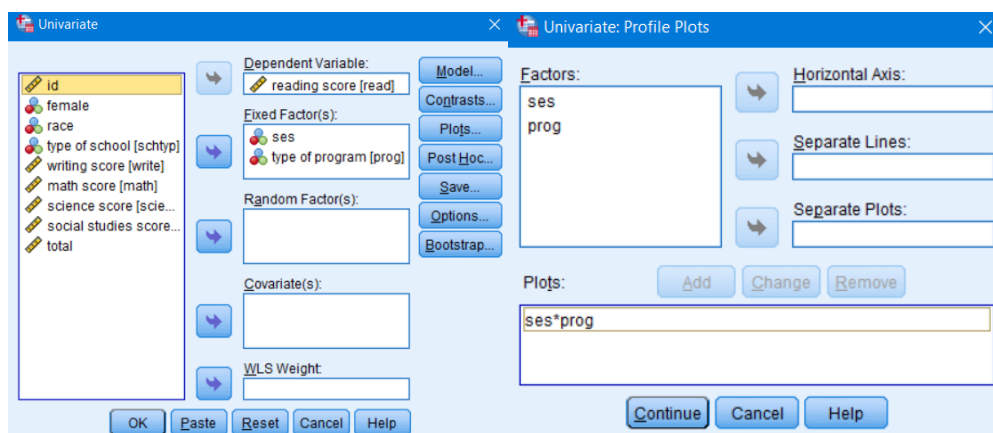 Univariate
id
female
race
type of school [schtyp]
writing score [write]
math score [math]
science score [scie...
social studies score...
total
Dependent Variable:
reading score [read]
Fixed Factor(s):
ses
type of program [prog]
Random Factor(s):
Covariate(s):
WLS Weight:
Model...
Contrasts...
Plots...
Post Hoc...
Save...
Options...
Bootstrap...
OK Paste Reset Cancel Help
Univariate: Profile Plots
Factors:
ses
prog
Horizontal Axis:
Separate Lines:
Separate Plots:
Plots: Add Change Remove
ses*prog
Continue Cancel Help